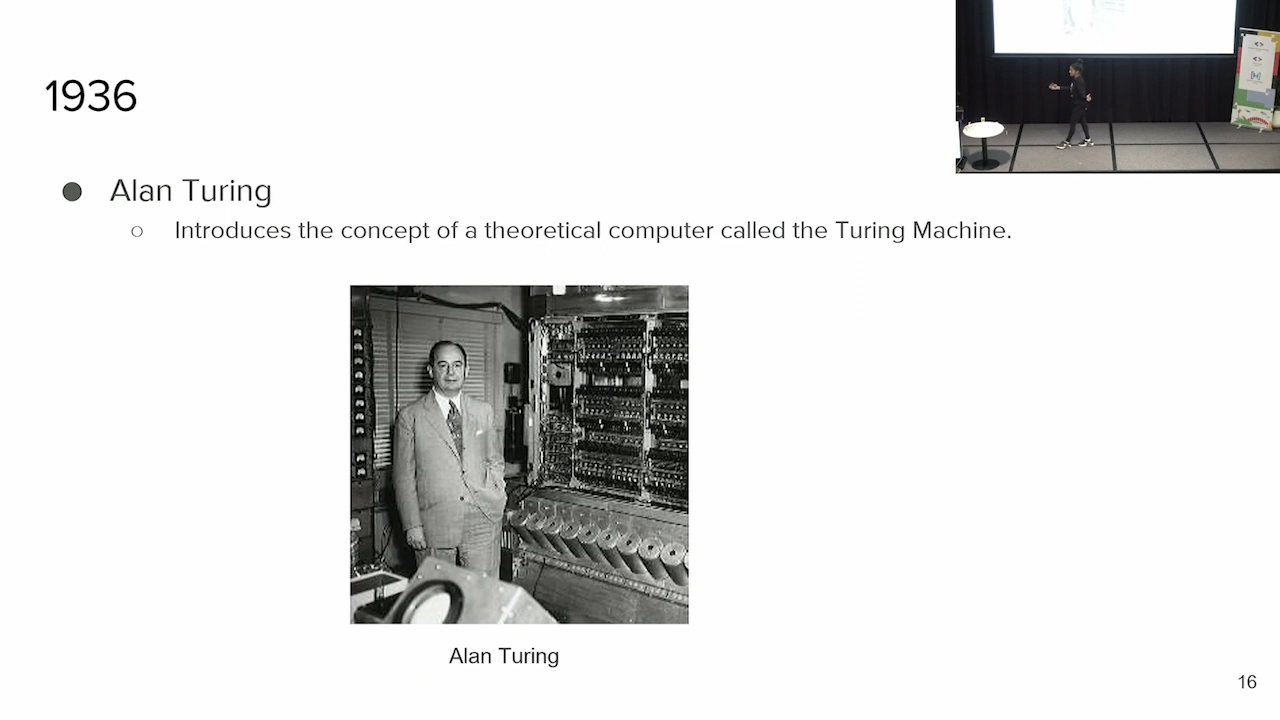 1936
Alan Turing
Introduces the concept of a theoretical computer called the Turing Machine.
Alan Turing
16